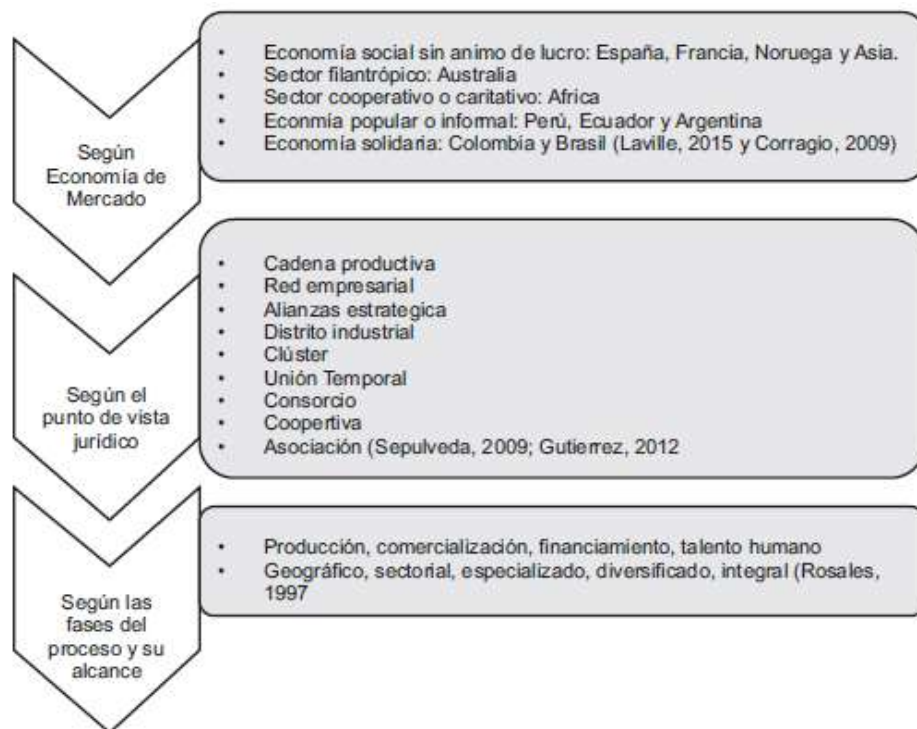 Según
Economía de
Mercado
• Economía social sin animo de lucro: España, Francia, Noruega y Asia.
• Sector filantrópico: Australia
• Sector cooperativo o caritativo: Africa
• Econmía popular o informal: Perú, Ecuador y Argentina
• Economía solidaria: Colombia y Brasil (Laville, 2015 y Corragio, 2009)
Según el
punto de vista
jurídico
• Cadena productiva
• Red empresarial
• Alianzas estrategica
• Distrito industrial
• Clúster
• Unión Temporal
• Consorcio
• Coopertiva
• Asociación (Sepulveda, 2009; Gutierrez, 2012
Según las
fases del
proceso y su
alcance
• Producción, comercialización, financiamiento, talento humano
• Geográfico, sectorial, especializado, diversificado, integral (Rosales,
1997